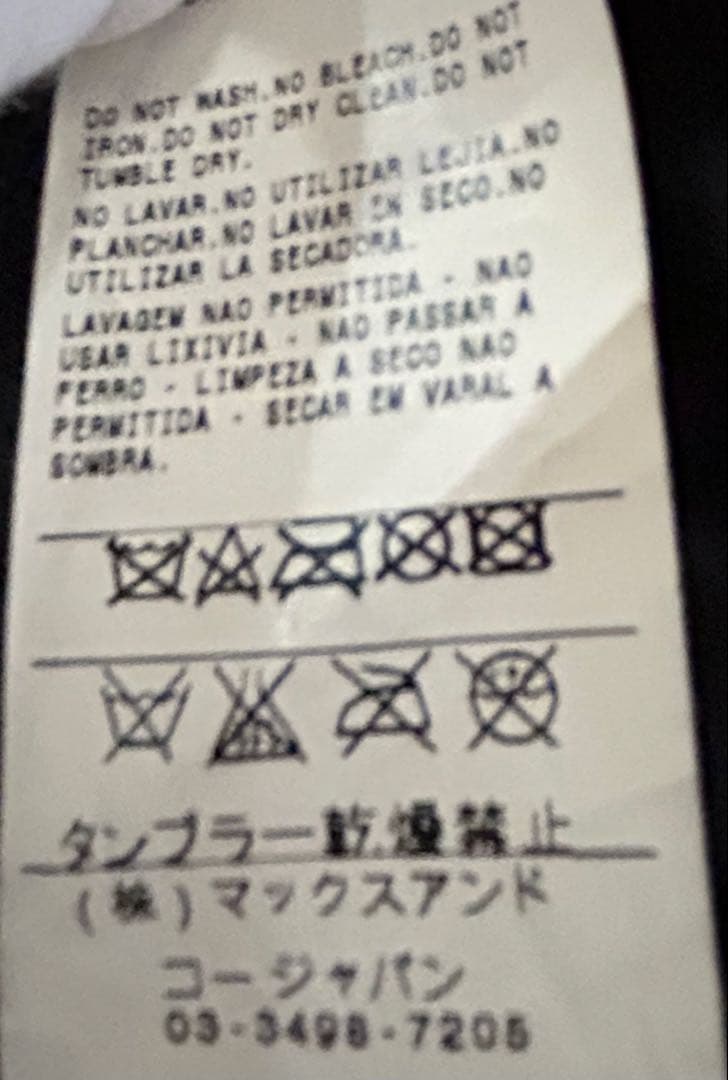 DO NOT WASH.NO BLEACH.DO NOT
IRON.DO NOT DRY CLEAN.DO NOT
TUMBLE DRY.
NO LAVAR.NO UTILIZAR LEJIA.NO
PLANCHAR.NO LAVAR EN SECO.NO
UTILIZAR LA SECADORA.
LAVAGEM NAO PERMITIDA - NAO
USAR LIXIVIA - NAO PASSAR A
FERRO - LIMPEZA A SECO NAO
PERMITIDA - SECAR EM VARAL A
SOMBRA.
タンブラー乾燥禁止
(株)マックスアンド
コージャパン
03-3498-7205